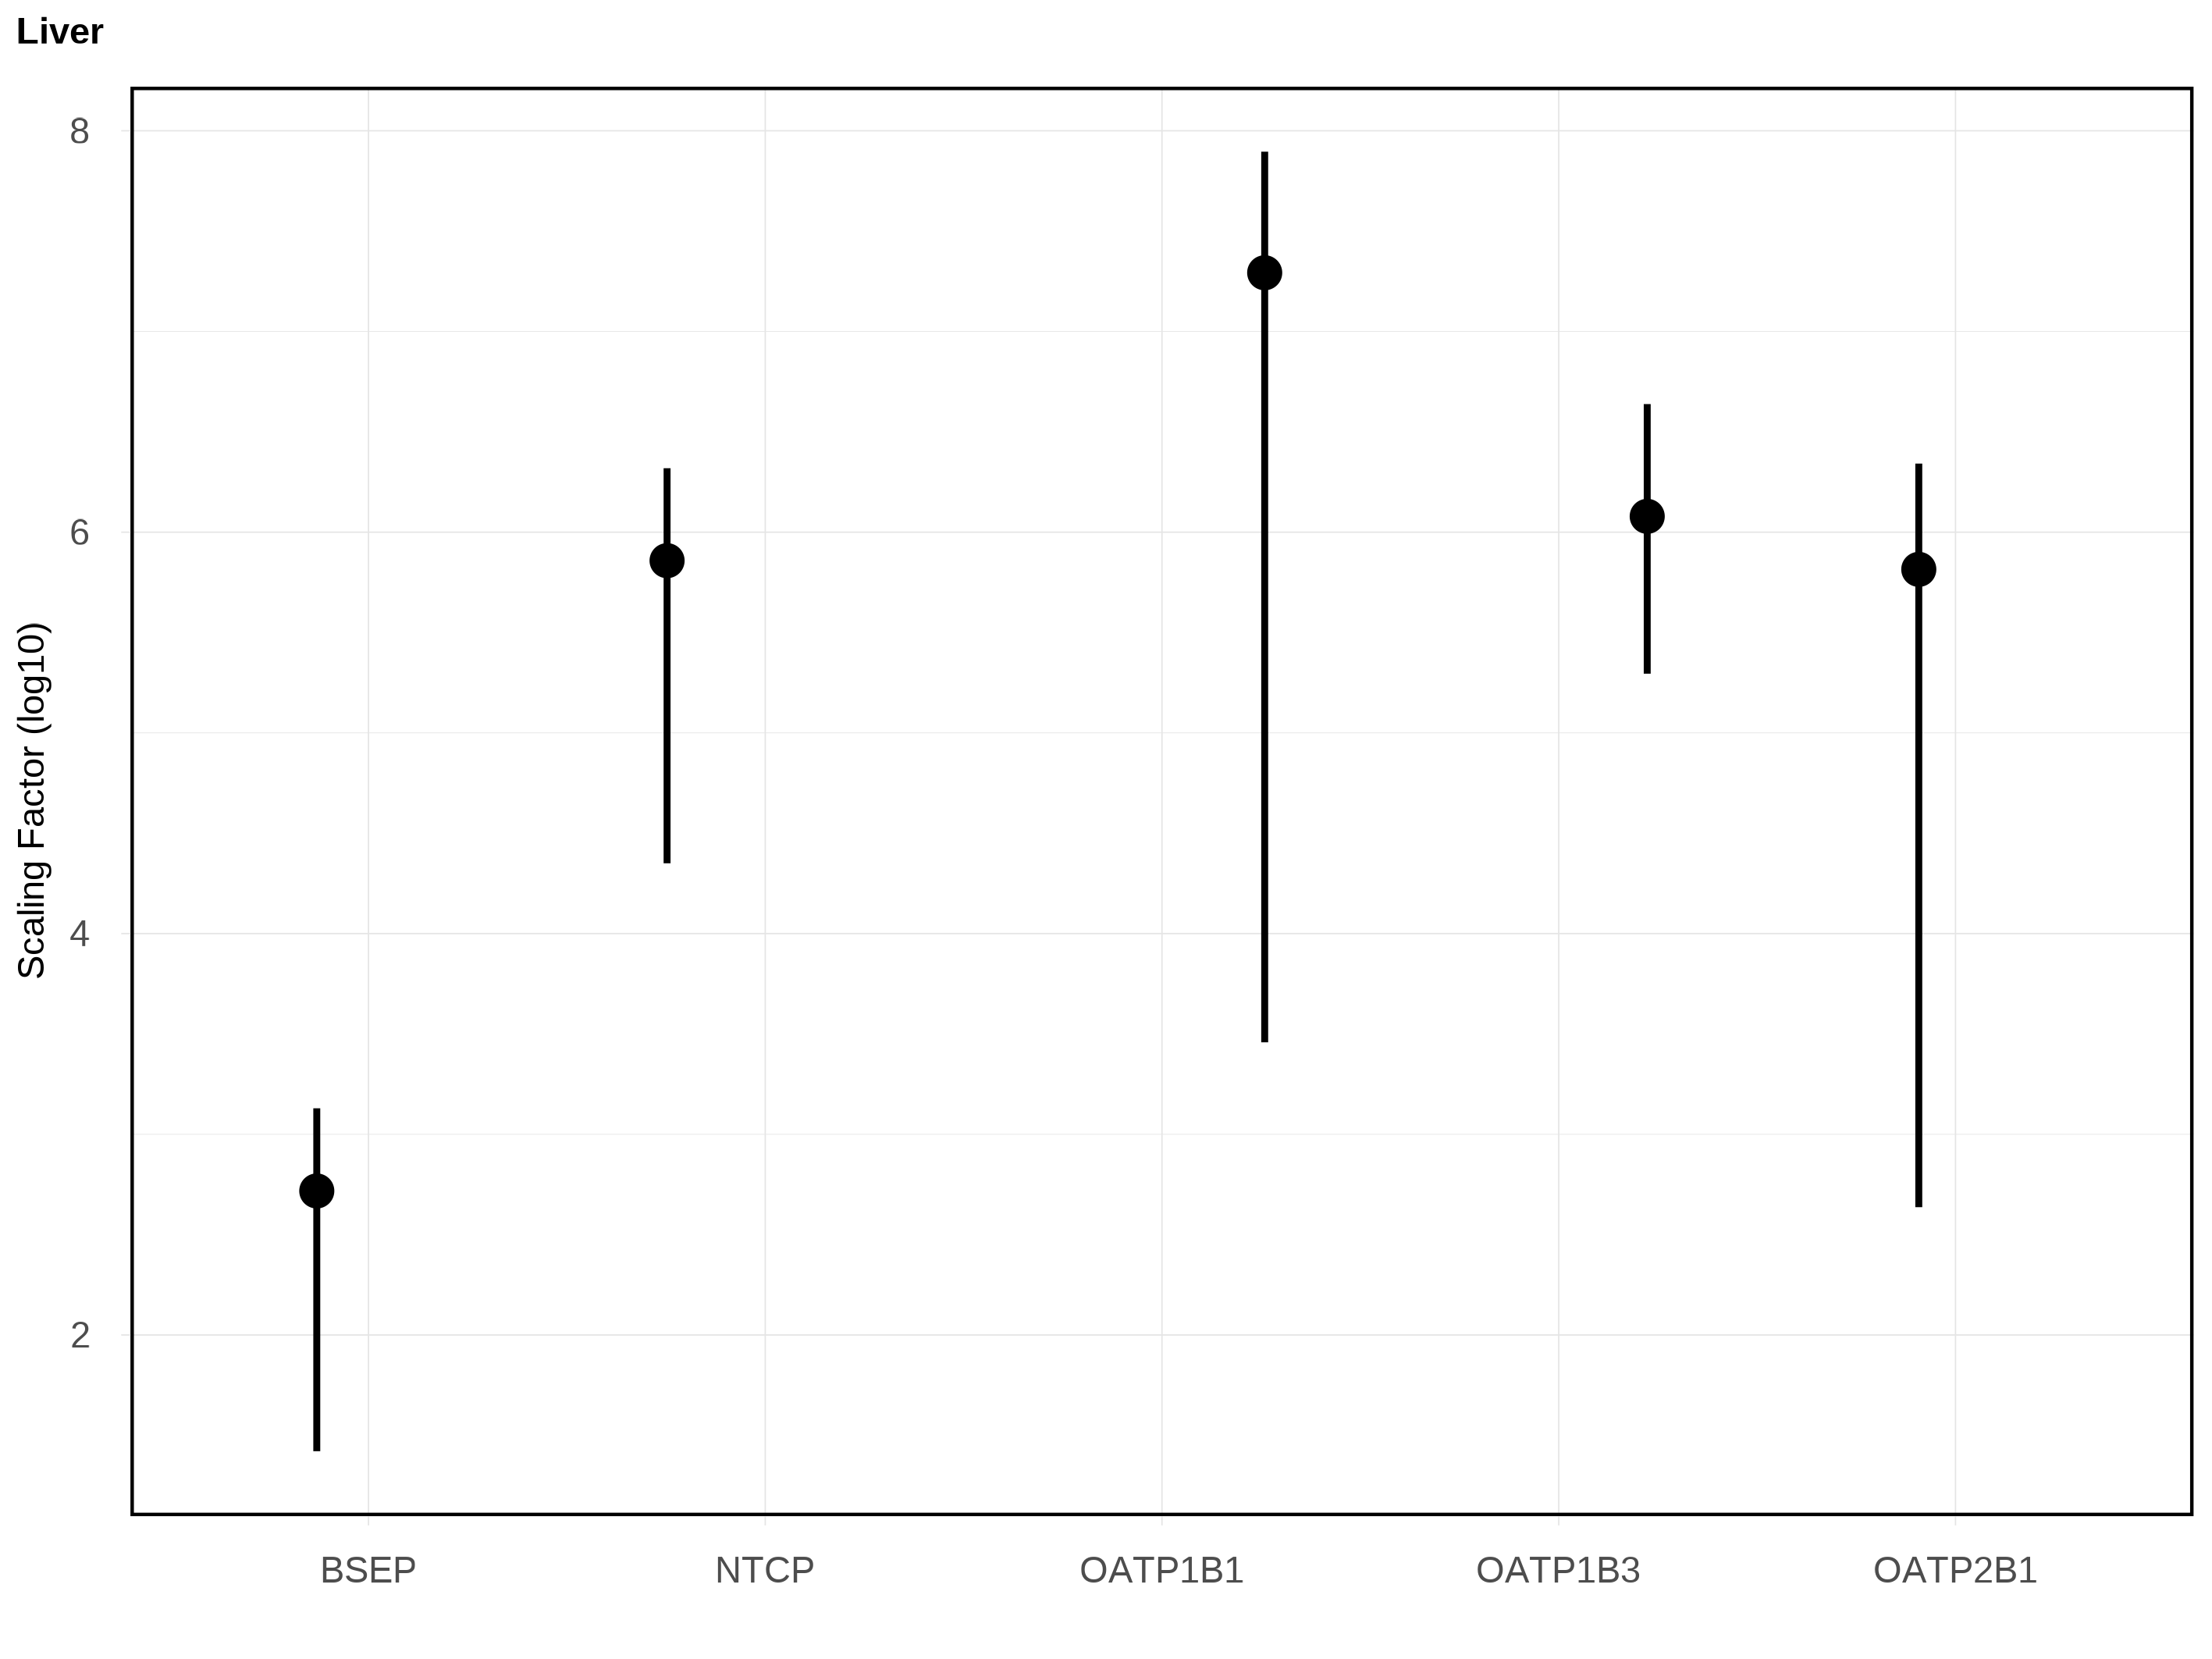 Liver
Scaling Factor (log10)
8
6
4
2
BSEP NTCP OATP1B1 OATP1B3 OATP2B1